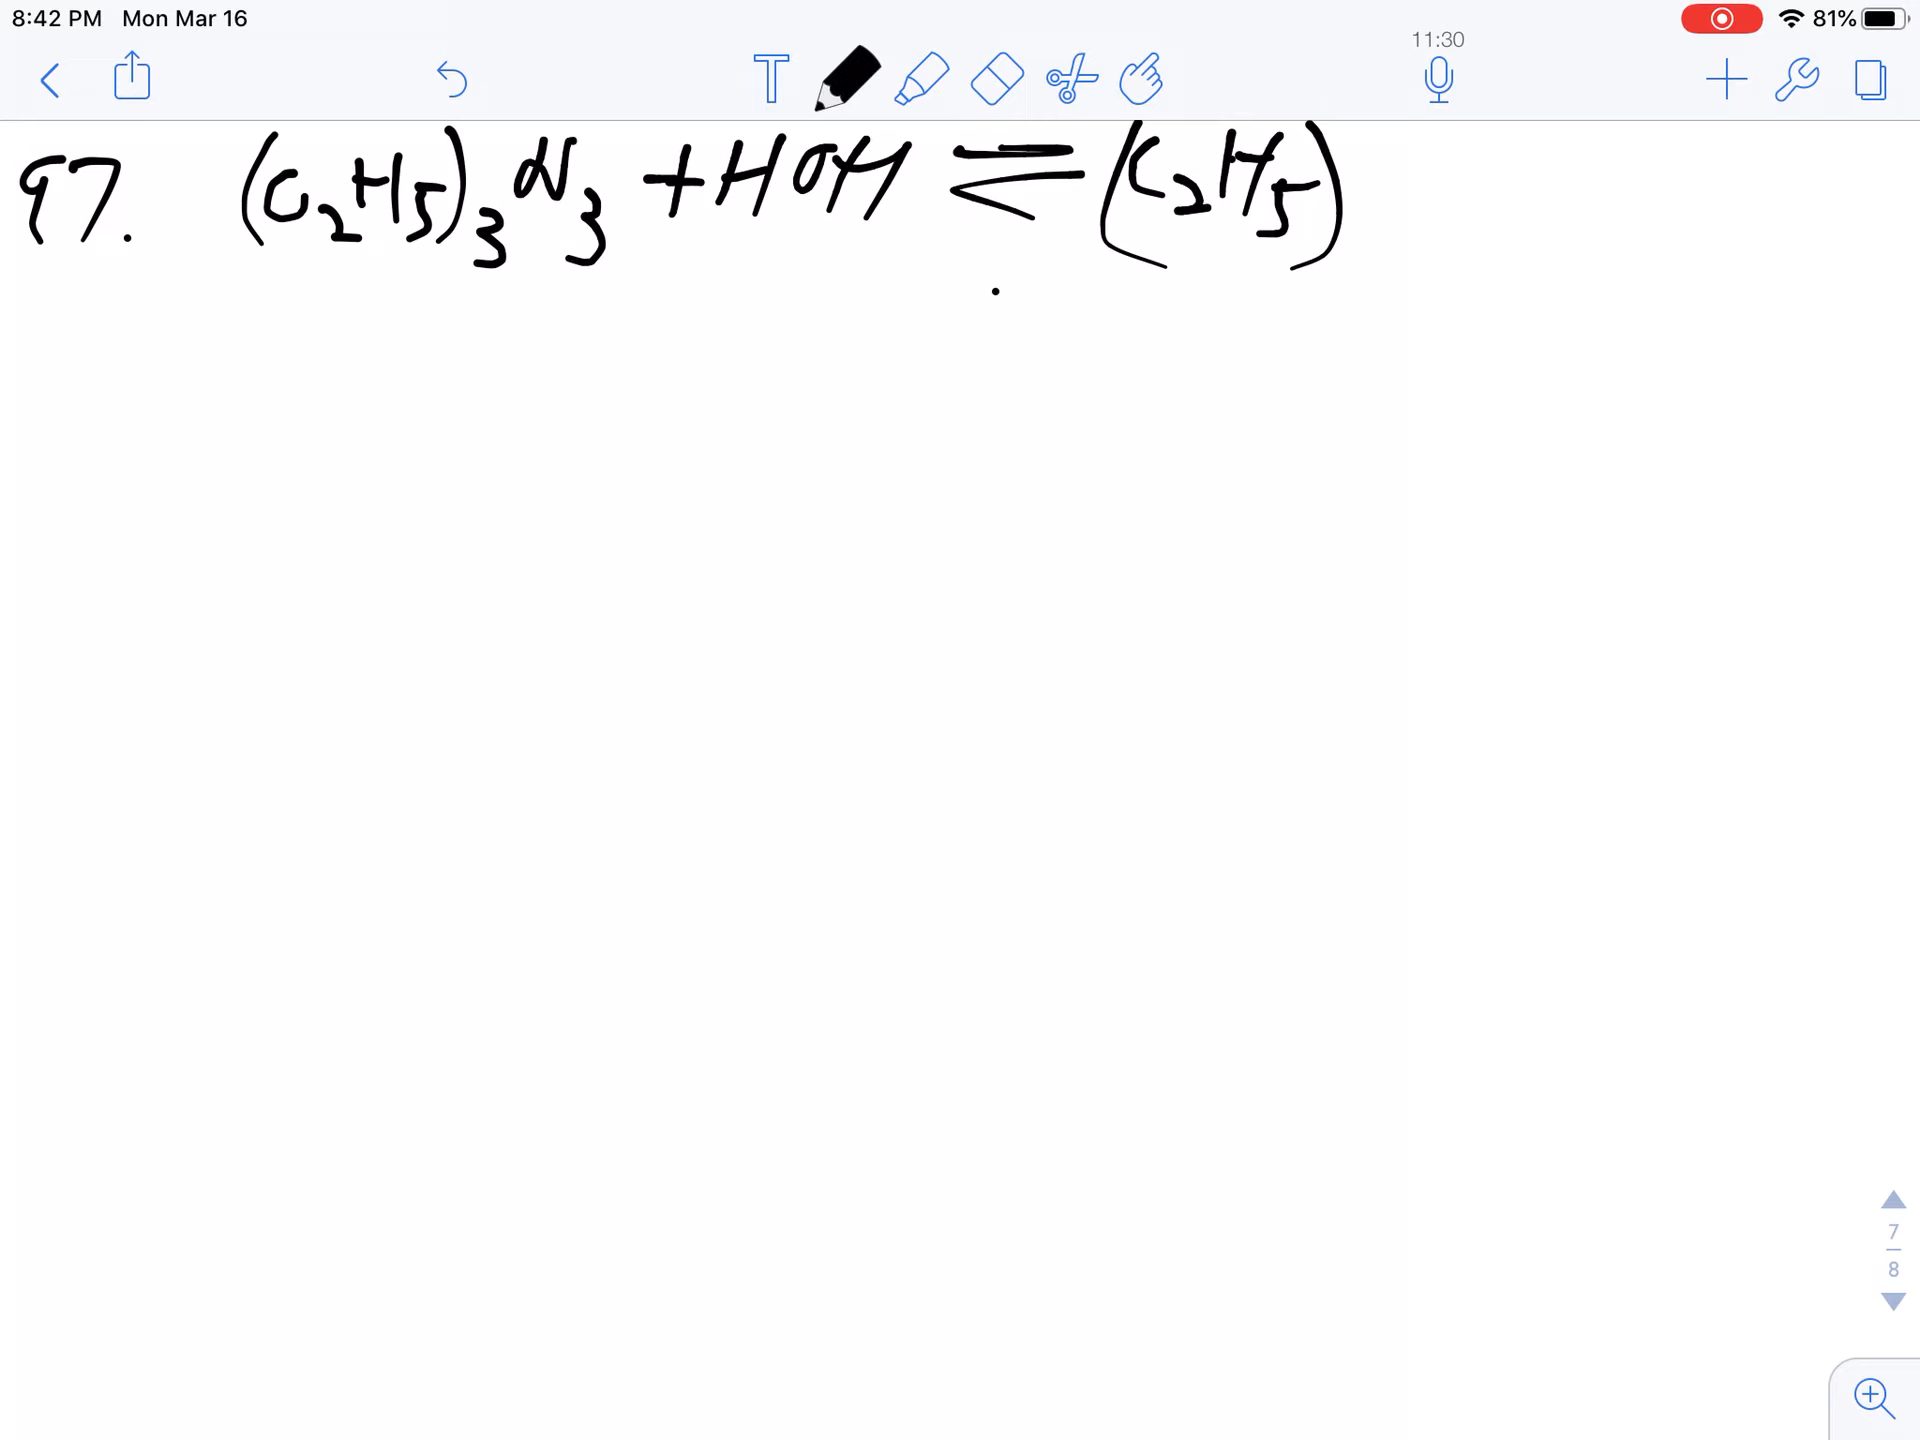 8:42 PM Mon Mar 16
81%
11:30
T
97. (C₂H₅)₃N₃ + HOH ⇌ (C₂H₅)
7
8